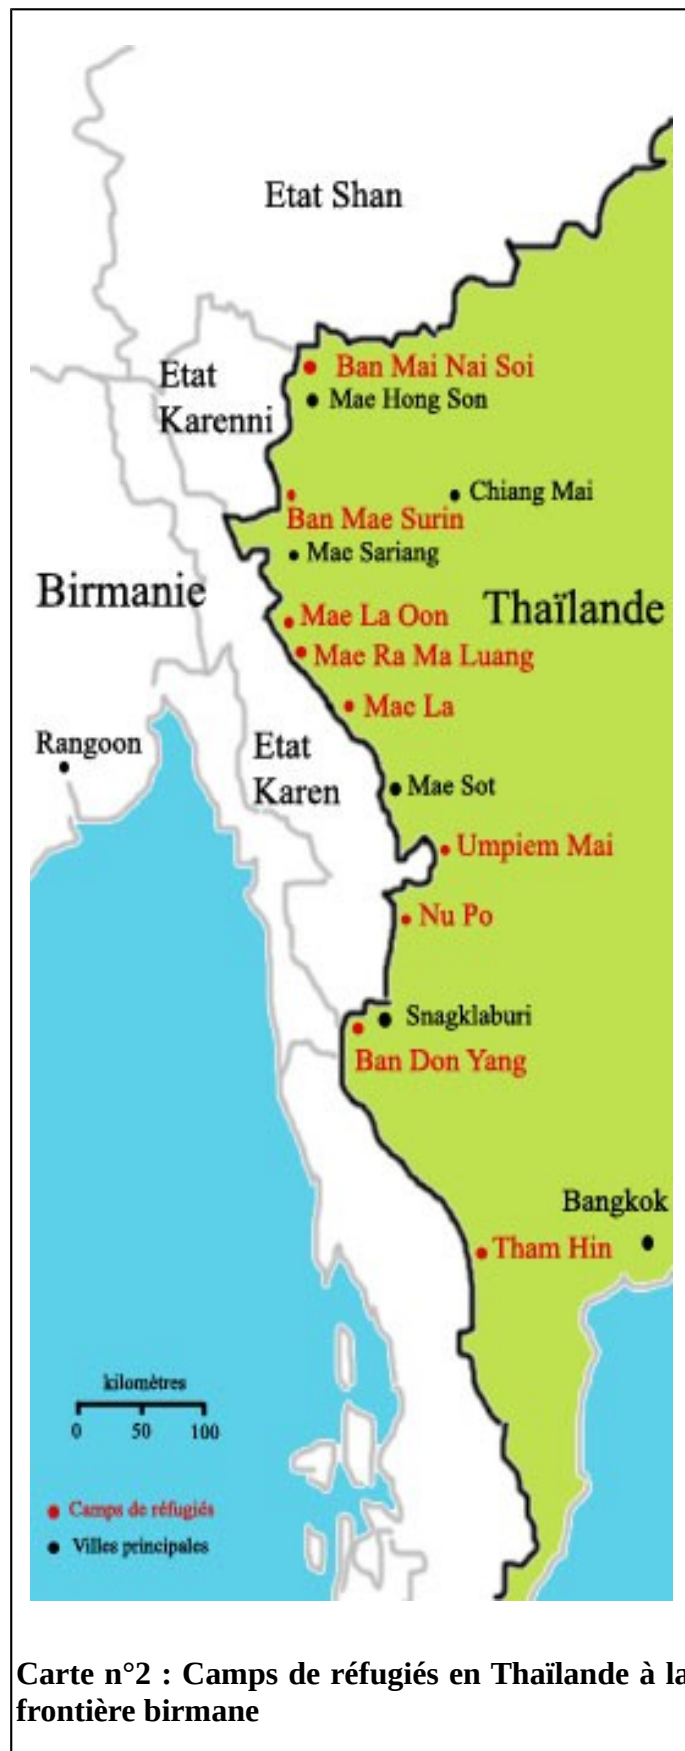 Etat Shan
Etat
Karenni
Ban Mai Nai Soi
Mae Hong Son
Chiang Mai
Ban Mae Surin
Mae Sariang
Birmanie
Thaïlande
Mae La Oon
Mae Ra Ma Luang
Mae La
Rangoon
Etat
Karen
Mae Sot
Umpiem Mai
Nu Po
Snagklaburi
Ban Don Yang
Bangkok
Tham Hin
kilomètres
0 50 100
Camps de réfugiés
Villes principales
Carte n°2 : Camps de réfugiés en Thaïlande à la
frontière birmane